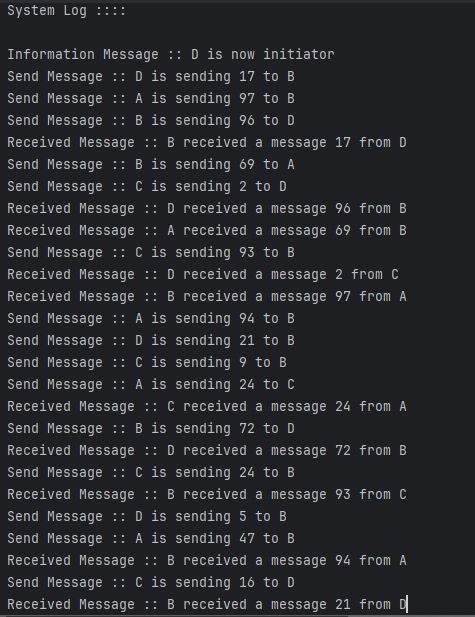 System Log ::::
Information Message :: D is now initiator
Send Message :: D is sending 17 to B
Send Message :: A is sending 97 to B
Send Message :: B is sending 96 to D
Received Message :: B received a message 17 from D
Send Message :: B is sending 69 to A
Send Message :: C is sending 2 to D
Received Message :: D received a message 96 from B
Received Message :: A received a message 69 from B
Send Message :: C is sending 93 to B
Received Message :: D received a message 2 from C
Received Message :: B received a message 97 from A
Send Message :: A is sending 94 to B
Send Message :: D is sending 21 to B
Send Message :: C is sending 9 to B
Send Message :: A is sending 24 to C
Received Message :: C received a message 24 from A
Send Message :: B is sending 72 to D
Received Message :: D received a message 72 from B
Send Message :: C is sending 24 to B
Received Message :: B received a message 93 from C
Send Message :: D is sending 5 to B
Send Message :: A is sending 47 to B
Received Message :: B received a message 94 from A
Send Message :: C is sending 16 to D
Received Message :: B received a message 21 from D